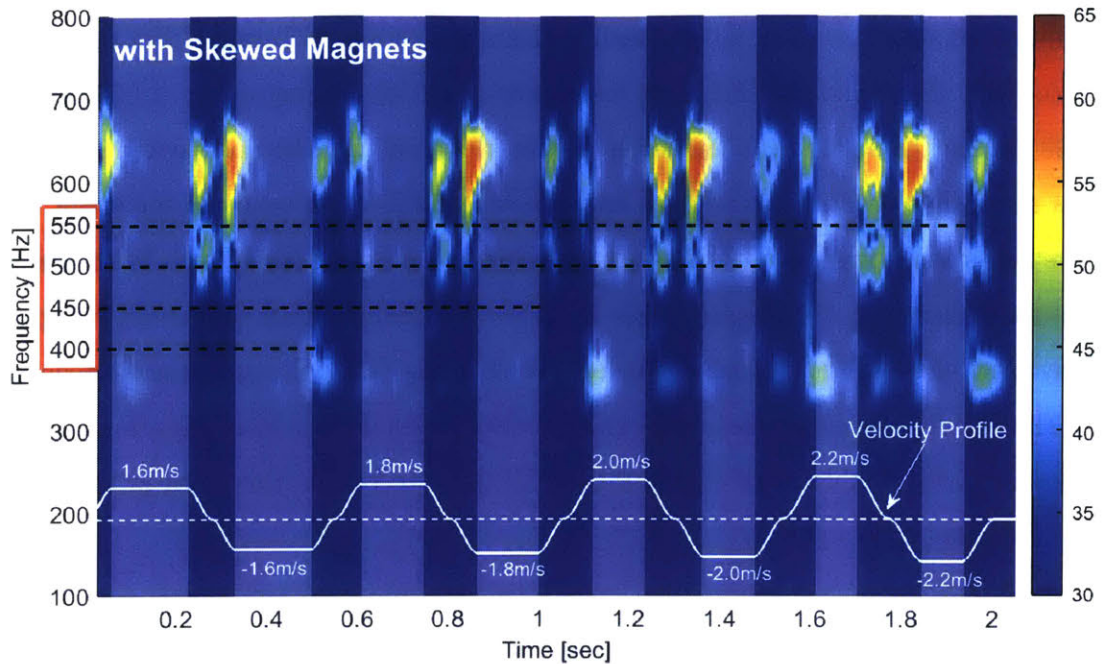 with Skewed Magnets
800
700
600
550
500
450
400
300
200
100
Frequency [Hz]
Velocity Profile
1.6m/s
1.8m/s
2.0m/s
2.2m/s
-1.6m/s
-1.8m/s
-2.0m/s
-2.2m/s
0.2
0.4
0.6
0.8
1
1.2
1.4
1.6
1.8
2
Time [sec]
65
60
55
50
45
40
35
30